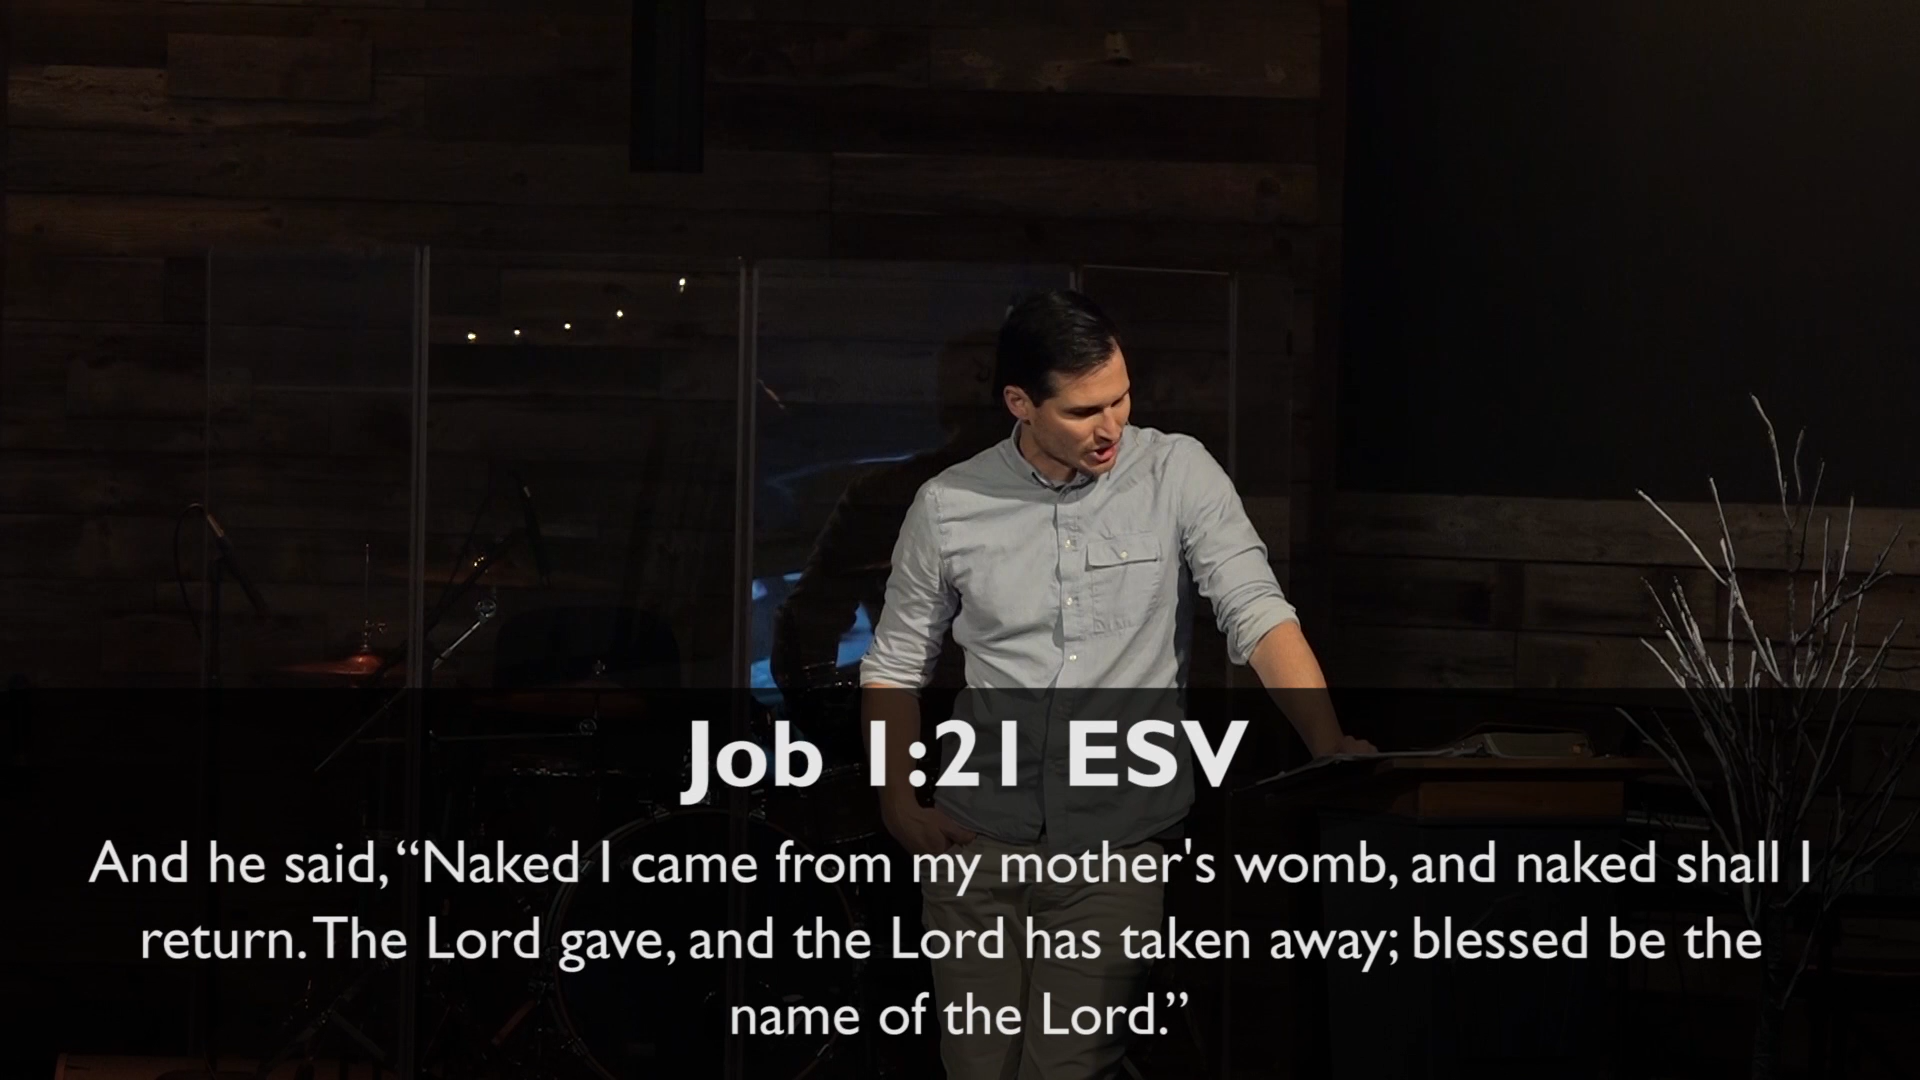 Job 1:21 ESV
And he said, “Naked I came from my mother's womb, and naked shall I
return. The Lord gave, and the Lord has taken away; blessed be the
name of the Lord.”